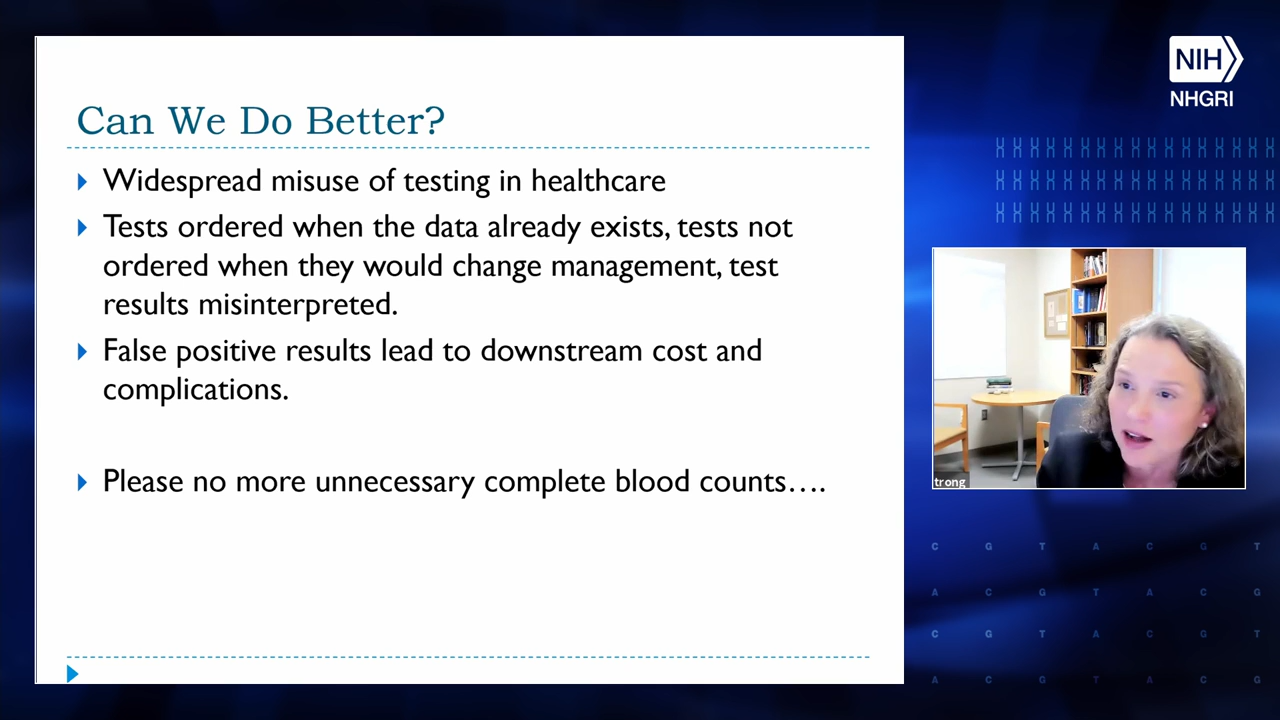 Can We Do Better?
Widespread misuse of testing in healthcare
Tests ordered when the data already exists, tests not
ordered when they would change management, test
results misinterpreted.
False positive results lead to downstream cost and
complications.
Please no more unnecessary complete blood counts….
NIH
NHGRI
trong
C G T A C G T
A C G T A C G
C G T A C G T
A C G T A C G